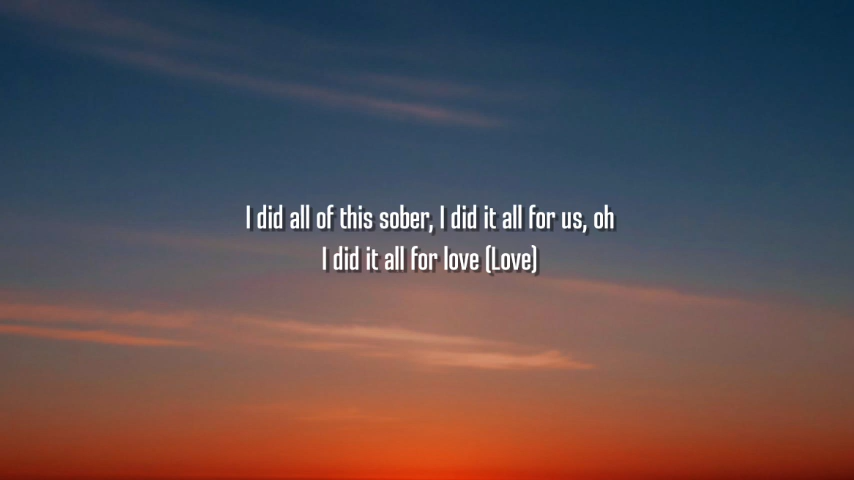 I did all of this sober, I did it all for us, oh
I did it all for love (Love)